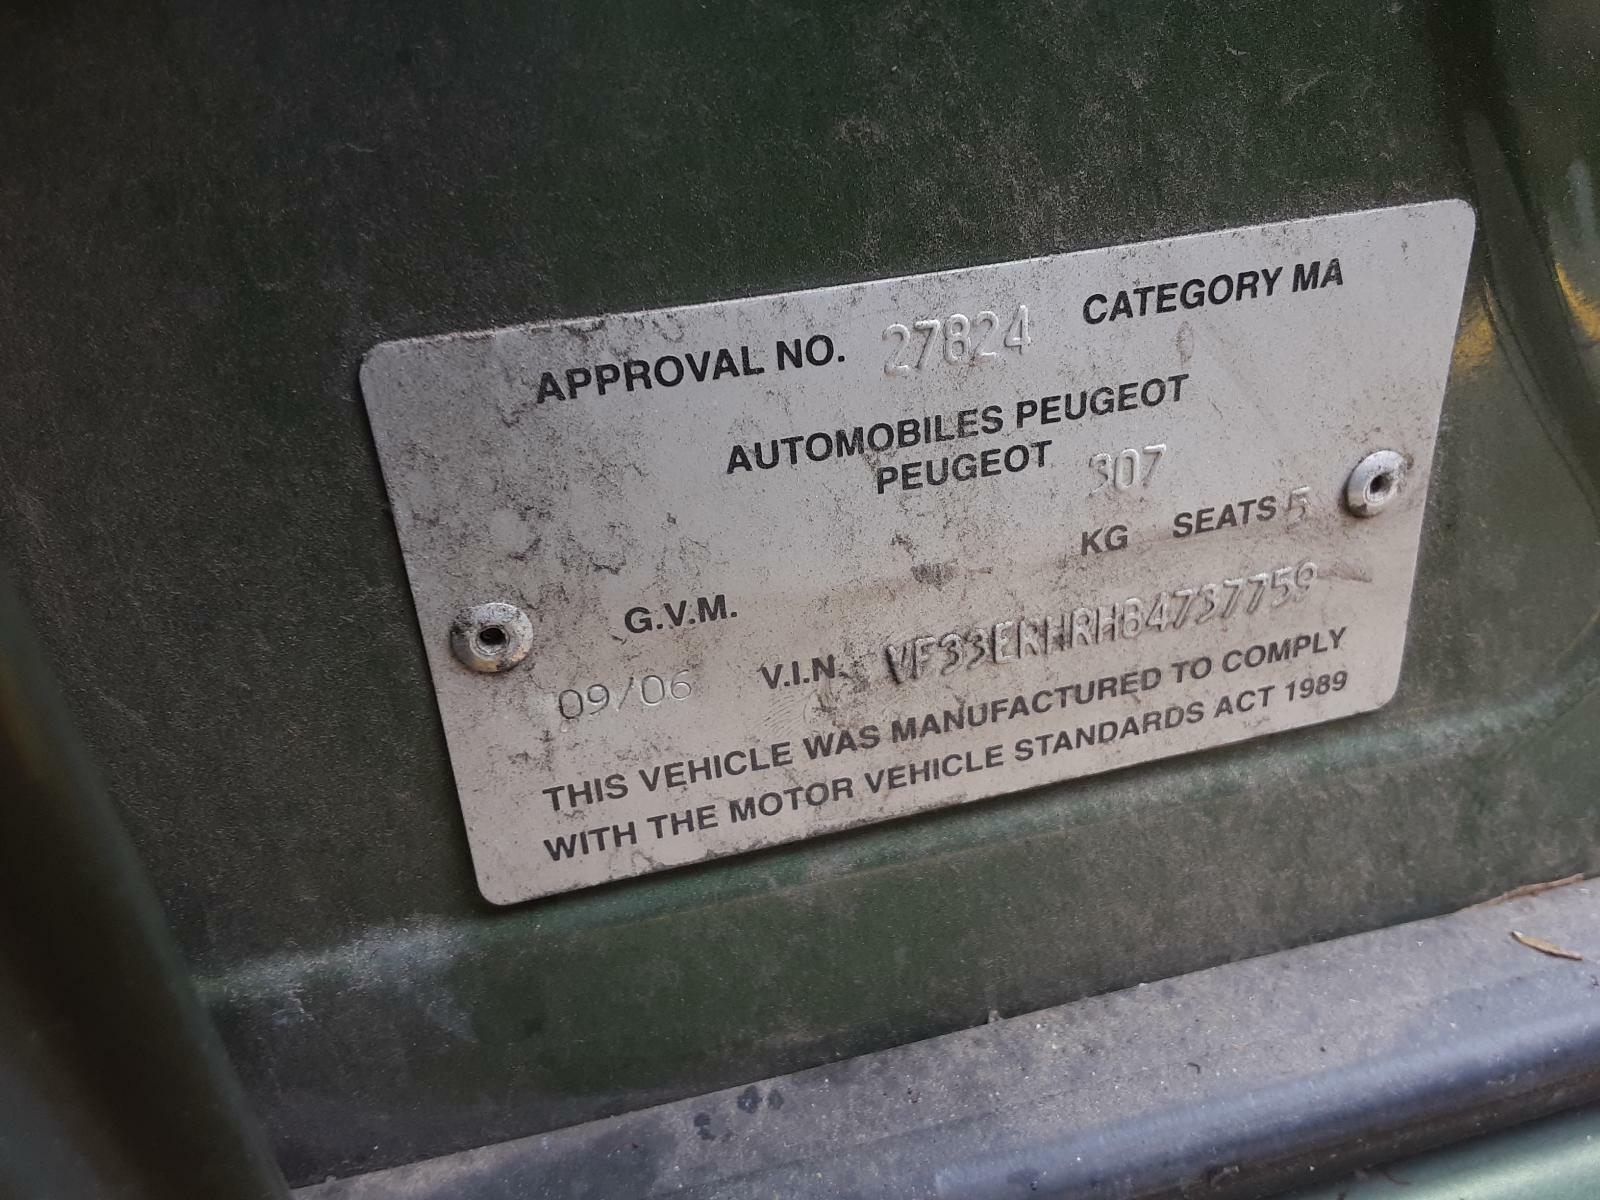 APPROVAL NO. 27824 CATEGORY MA
AUTOMOBILES PEUGEOT
PEUGEOT 307
G.V.M. KG SEATS 5
09/06 V.I.N. VF33ERHRHB4737759
THIS VEHICLE WAS MANUFACTURED TO COMPLY
WITH THE MOTOR VEHICLE STANDARDS ACT 1989